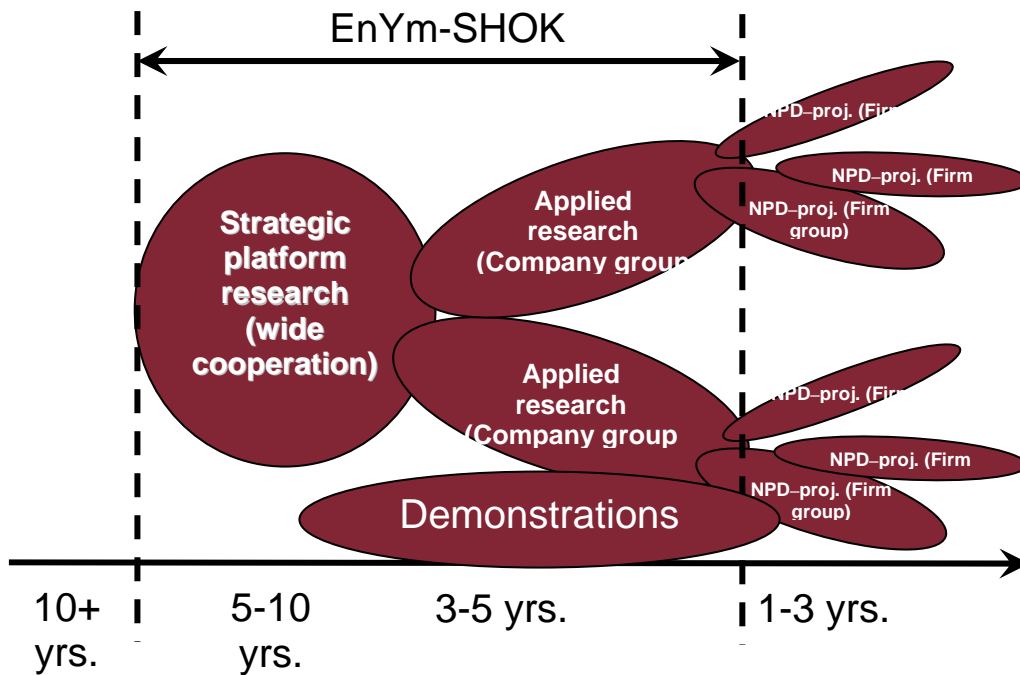 EnYm-SHOK
Strategic
platform
research
(wide
cooperation)
Applied
research
(Company group
Applied
research
(Company group
Demonstrations
NPD–proj. (Firm
NPD–proj. (Firm
NPD–proj. (Firm
group)
NPD–proj. (Firm
NPD–proj. (Firm
NPD–proj. (Firm
group)
10+
yrs.
5-10
yrs.
3-5 yrs.
1-3 yrs.